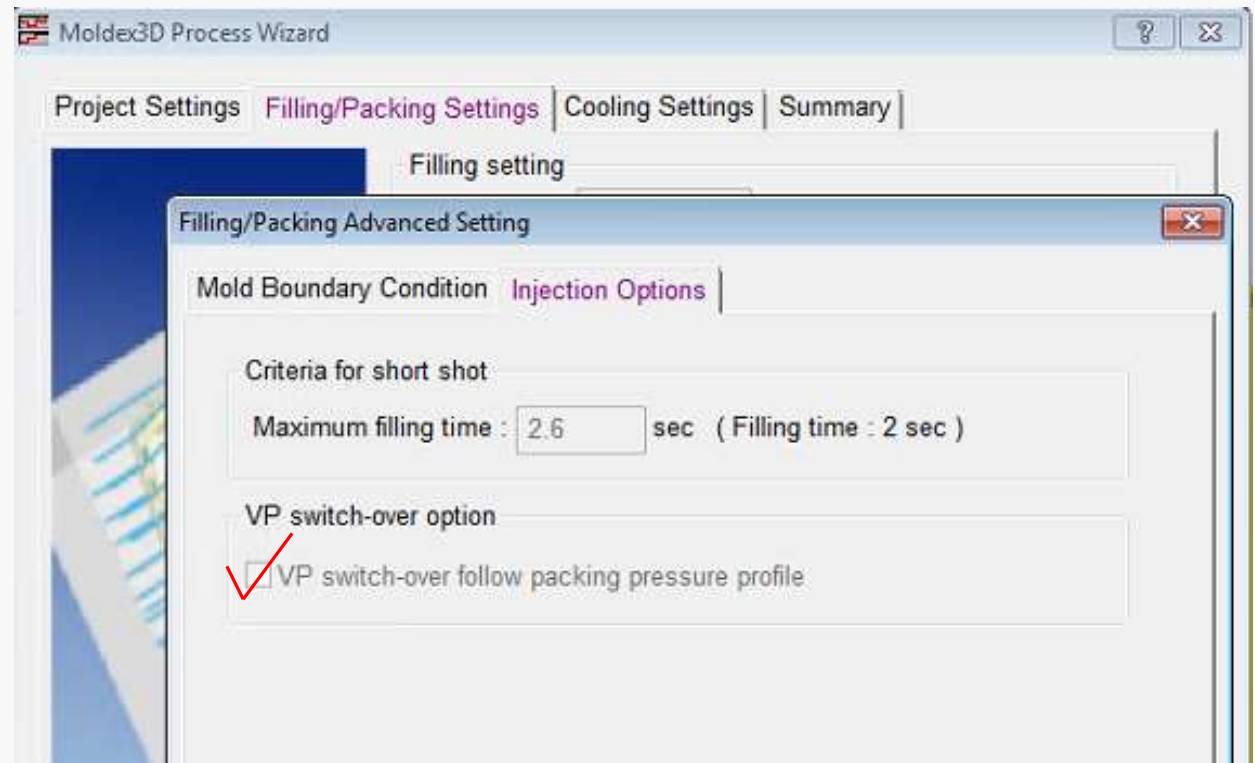 Moldex3D Process Wizard
Project Settings Filling/Packing Settings Cooling Settings Summary
Filling setting
Filling/Packing Advanced Setting
Mold Boundary Condition Injection Options
Criteria for short shot
Maximum filling time : 2.6 sec ( Filling time : 2 sec )
VP switch-over option
VP switch-over follow packing pressure profile